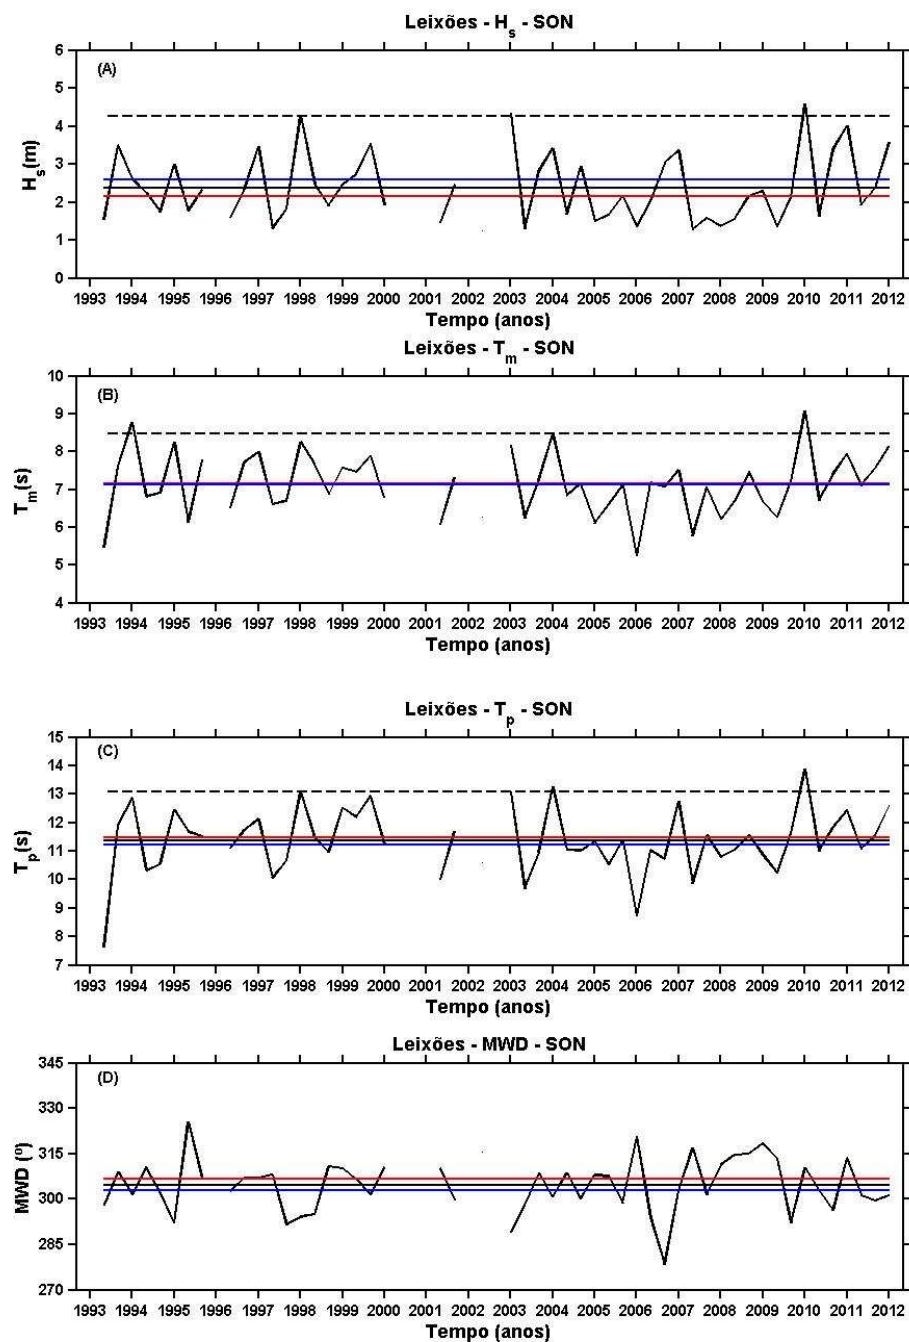 Leixões - Hs - SON
(A)
6
5
4
3
2
1
0
Hs(m)
1993 1994 1995 1996 1997 1998 1999 2000 2001 2002 2003 2004 2005 2006 2007 2008 2009 2010 2011 2012
Tempo (anos)
Leixões - Tm - SON
(B)
10
9
8
7
6
5
4
Tm(s)
1993 1994 1995 1996 1997 1998 1999 2000 2001 2002 2003 2004 2005 2006 2007 2008 2009 2010 2011 2012
Tempo (anos)
Leixões - Tp - SON
(C)
15
14
13
12
11
10
9
8
7
Tp(s)
1993 1994 1995 1996 1997 1998 1999 2000 2001 2002 2003 2004 2005 2006 2007 2008 2009 2010 2011 2012
Tempo (anos)
Leixões - MWD - SON
(D)
345
330
315
300
285
270
MWD (º)
1993 1994 1995 1996 1997 1998 1999 2000 2001 2002 2003 2004 2005 2006 2007 2008 2009 2010 2011 2012
Tempo (anos)